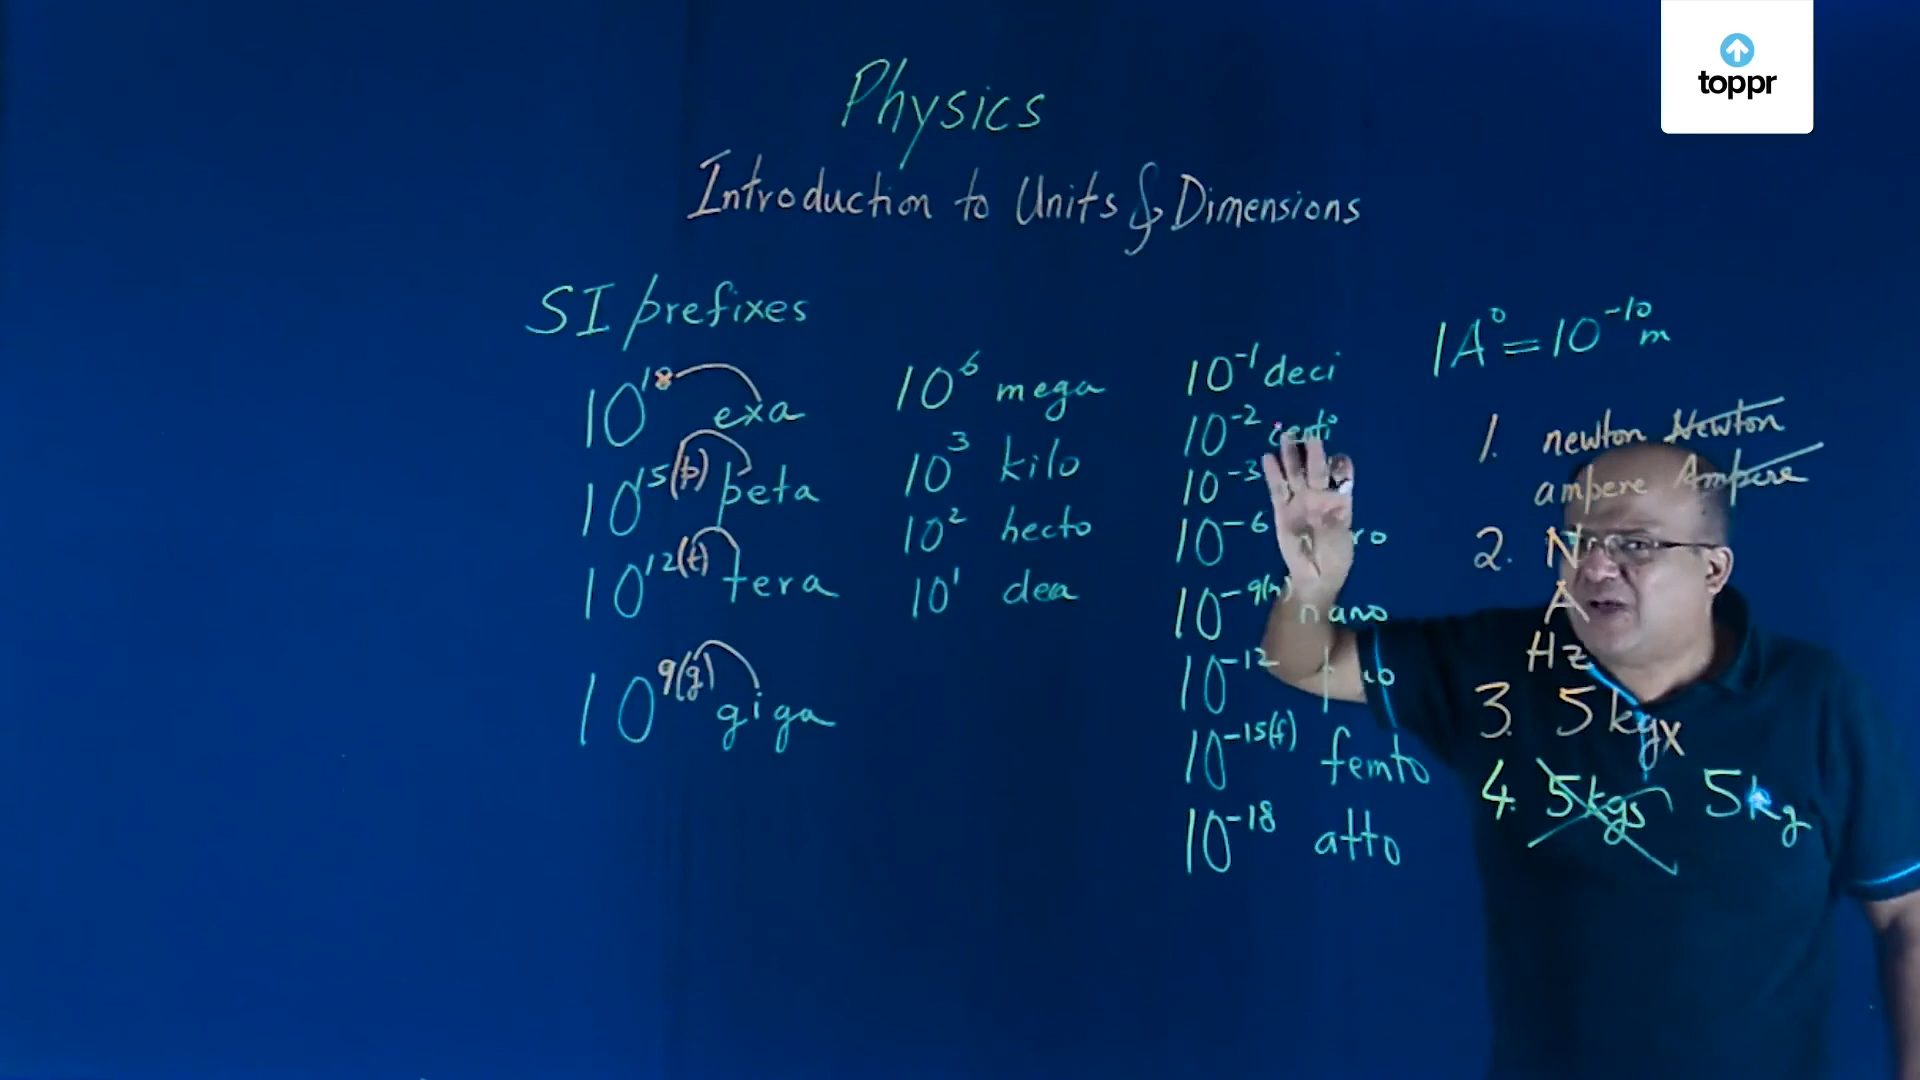 toppr
Physics
Introduction to Units & Dimensions
SI prefixes
10^18 exa
10^15(p) peta
10^12(t) tera
10^9(g) giga
10^6 mega
10^3 kilo
10^2 hecto
10^1 deca
10^-1 deci
10^-2 centi
10^-3
10^-6
10^-9(n) nano
10^-12
10^-15(f) femto
10^-18 atto
1A° = 10^-10 m
1. newton Newton
ampere Ampere
2. N
A
Hz
3. 5kgx
4. 5kgs 5kg